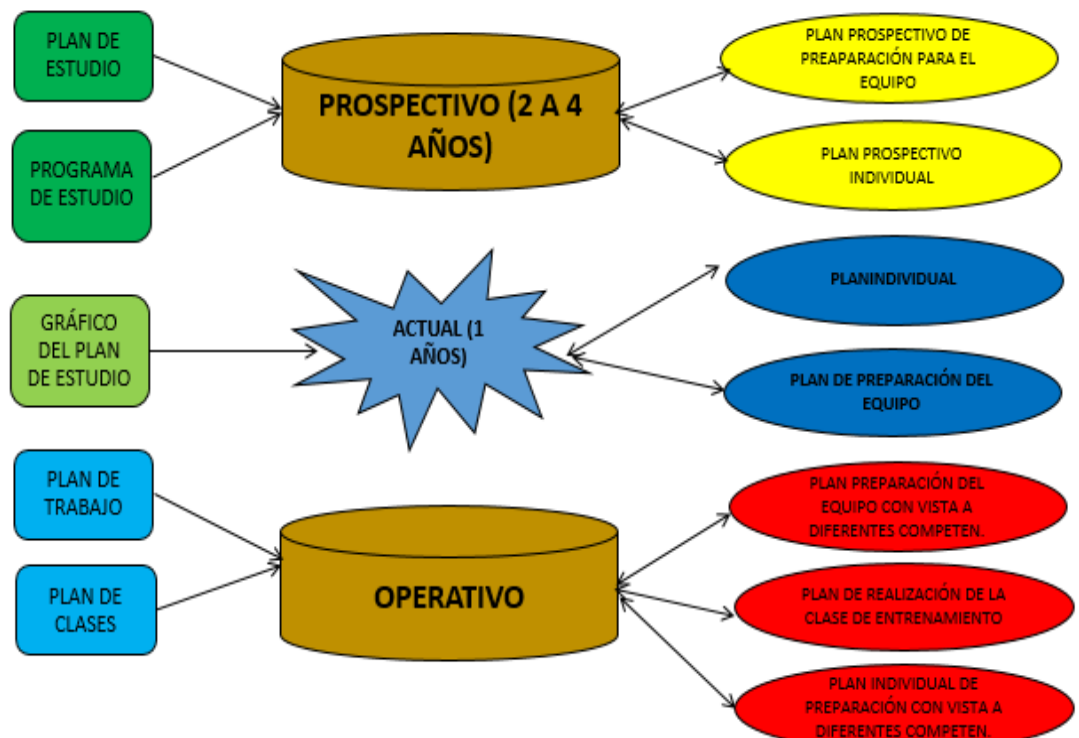 PLAN DE
ESTUDIO
PROSPECTIVO (2 A 4
AÑOS)
PLAN PROSPECTIVO DE
PREAPARACIÓN PARA EL
EQUIPO
PROGRAMA
DE ESTUDIO
PLAN PROSPECTIVO
INDIVIDUAL
GRÁFICO
DEL PLAN
DE ESTUDIO
ACTUAL (1
AÑOS)
PLANINDIVIDUAL
PLAN DE PREPARACIÓN DEL
EQUIPO
PLAN DE
TRABAJO
PLAN DE
CLASES
OPERATIVO
PLAN PREPARACIÓN DEL
EQUIPO CON VISTA A
DIFERENTES COMPETEN.
PLAN DE REALIZACIÓN DE LA
CLASE DE ENTRENAMIENTO
PLAN INDIVIDUAL DE
PREPARACIÓN CON VISTA A
DIFERENTES COMPETEN.